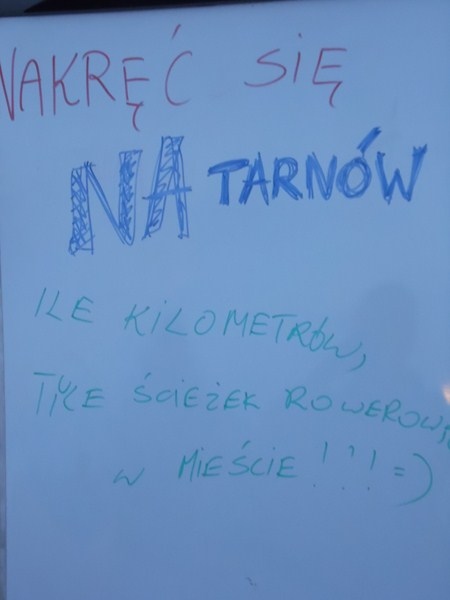 NAKRĘĆ SIĘ
NA TARNÓW
ILE KILOMETRÓW,
TYLE ŚCIEŻEK ROWEROWYCH
W MIEŚCIE!!! =)